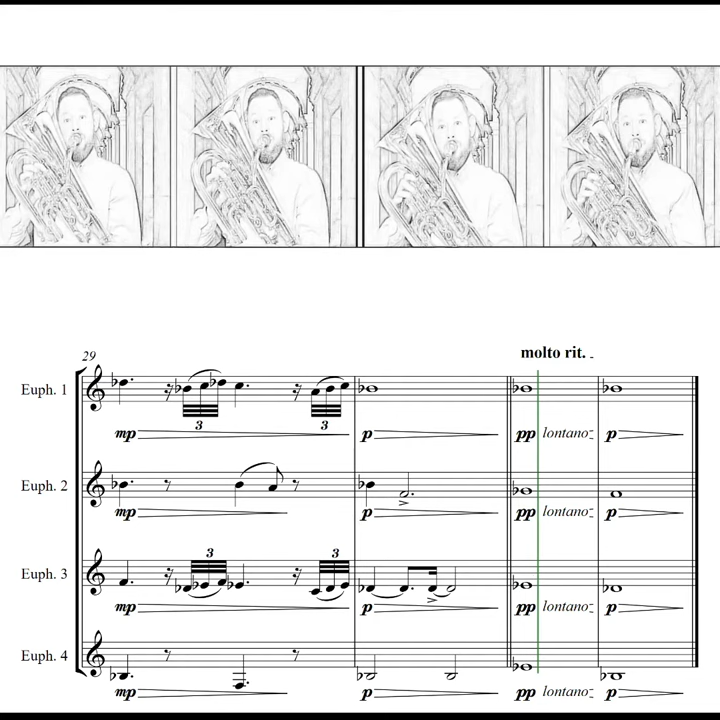 molto rit. _
29
Euph. 1
3
3
mp
p
pp lontano
p
Euph. 2
mp
p
pp lontano
p
Euph. 3
3
3
mp
p
pp lontano
p
Euph. 4
mp
p
pp lontano
p